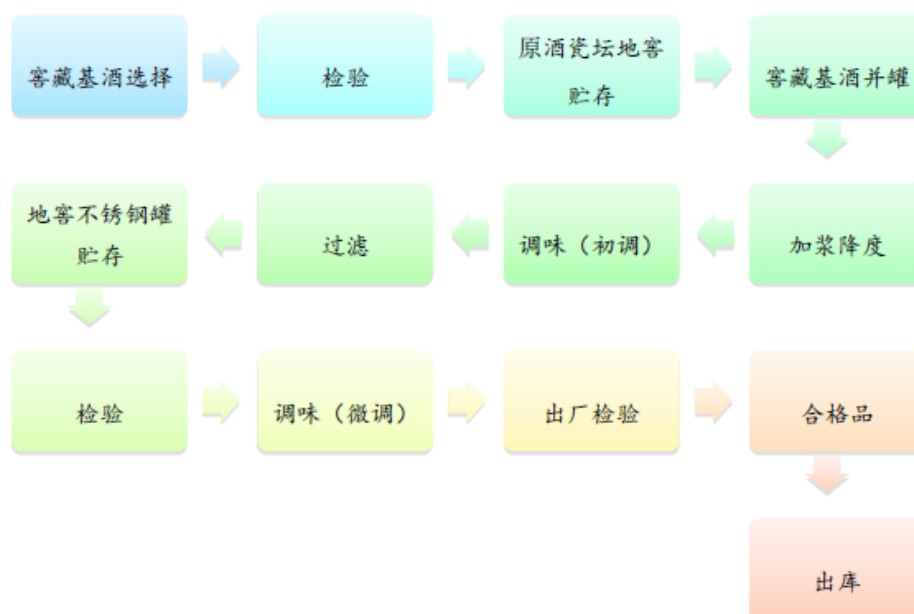 窖藏基酒选择
检验
原酒瓷坛地窖
贮存
窖藏基酒并罐
加浆降度
调味（初调）
过滤
地窖不锈钢罐
贮存
检验
调味（微调）
出厂检验
合格品
出库